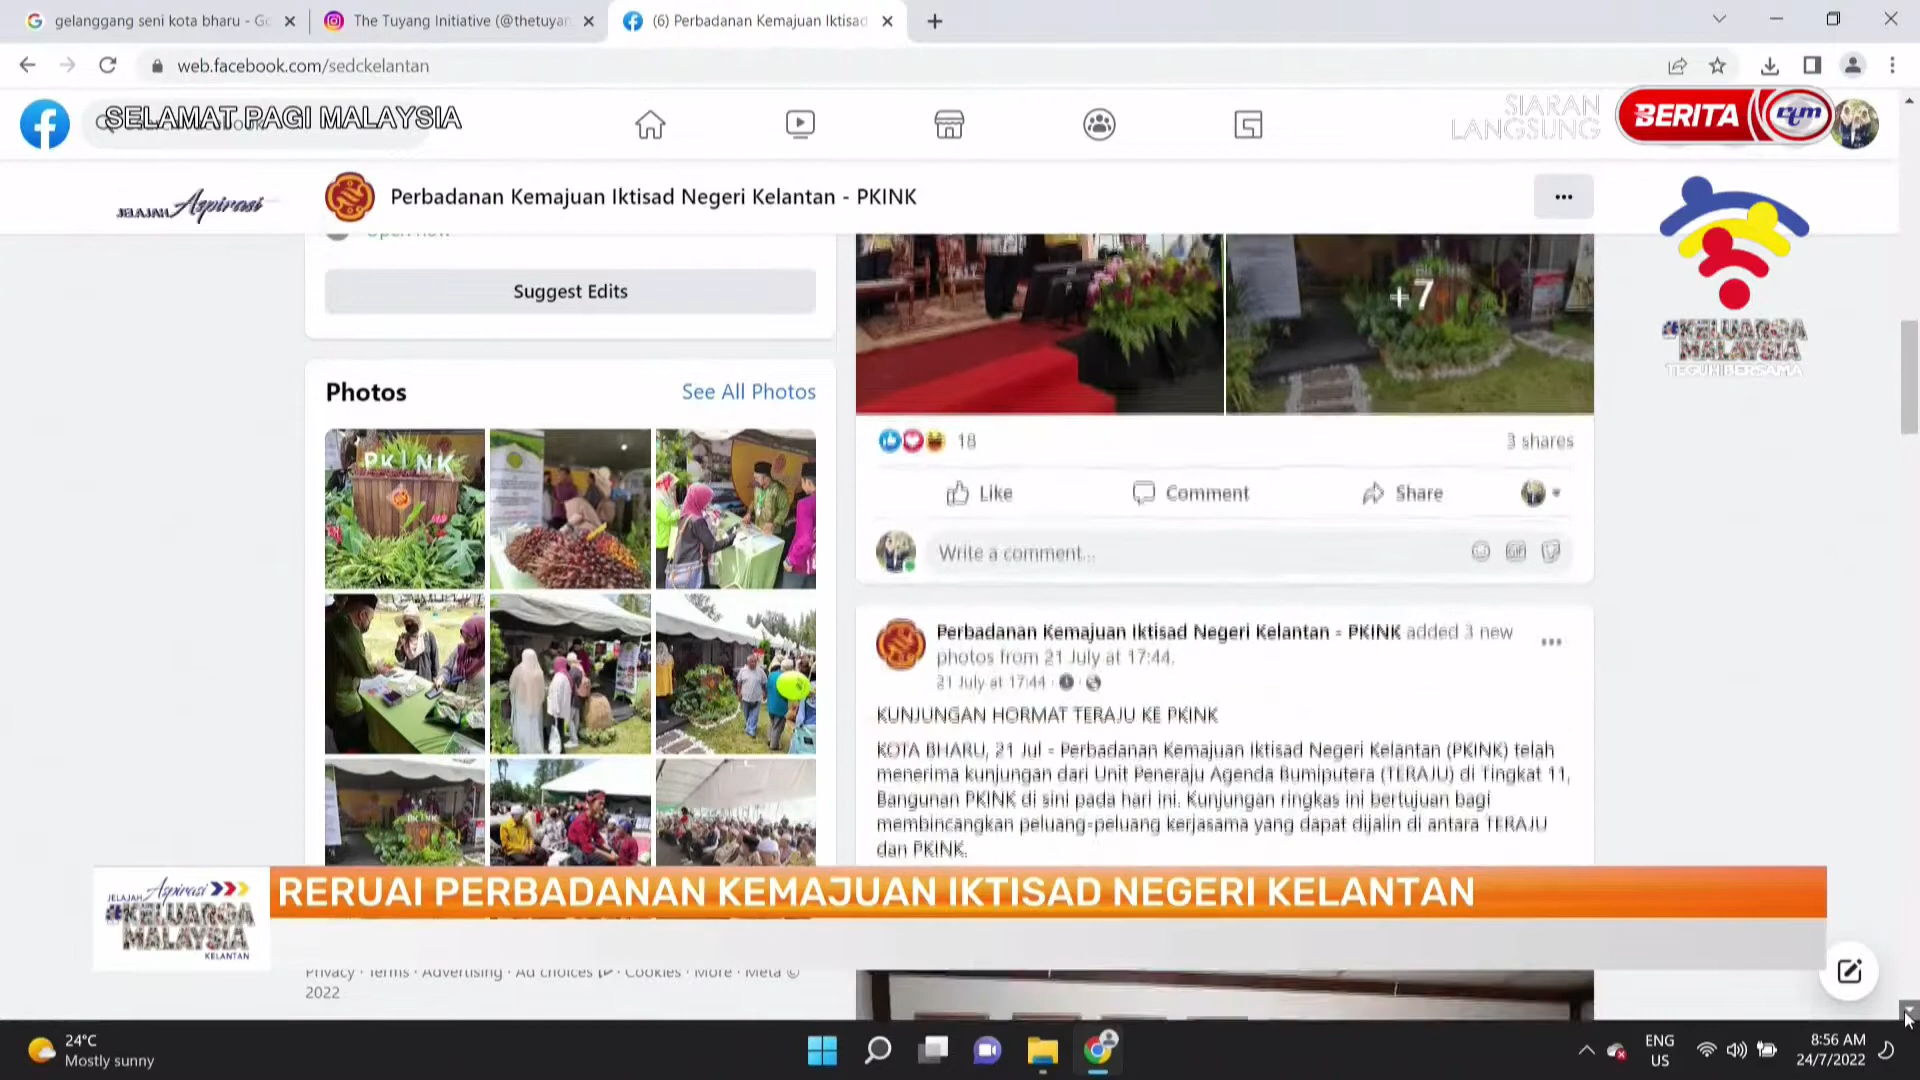 gelanggang seni kota bharu - Go
The Tuyang Initiative (@thetuyan
(6) Perbadanan Kemajuan Iktisad
web.facebook.com/sedckelantan
SELAMAT PAGI MALAYSIA
SIARAN
LANGSUNG
BERITA rtm
JELAJAH Aspirasi
Perbadanan Kemajuan Iktisad Negeri Kelantan - PKINK
...
Open now
Suggest Edits
+7
#KELUARGA
MALAYSIA
TEGUH BERSAMA
Photos
See All Photos
PKINK
18
3 shares
Like
Comment
Share
Write a comment...
GIF
Perbadanan Kemajuan Iktisad Negeri Kelantan - PKINK added 3 new
photos from 21 July at 17:44.
21 July at 17:44 ·
KUNJUNGAN HORMAT TERAJU KE PKINK
KOTA BHARU, 21 Jul - Perbadanan Kemajuan Iktisad Negeri Kelantan (PKINK) telah
menerima kunjungan dari Unit Peneraju Agenda Bumiputera (TERAJU) di Tingkat 11,
Bangunan PKINK di sini pada hari ini. Kunjungan ringkas ini bertujuan bagi
membincangkan peluang-peluang kerjasama yang dapat dijalin di antara TERAJU
dan PKINK.
JELAJAH Aspirasi
#KELUARGA
MALAYSIA
KELANTAN
RERUAI PERBADANAN KEMAJUAN IKTISAD NEGERI KELANTAN
Privacy · Terms · Advertising · Ad choices · Cookies · More · Meta ©
2022
24°C
Mostly sunny
ENG
US
8:56 AM
24/7/2022